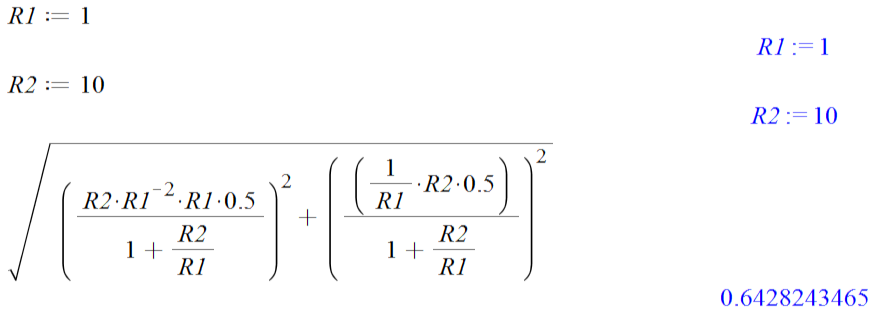 R1 := 1
R1 := 1
R2 := 10
R2 := 10
√((R2·R1^-2·R1·0.5 / (1 + R2/R1))^2 + ((1/R1·R2·0.5) / (1 + R2/R1))^2)
0.6428243465